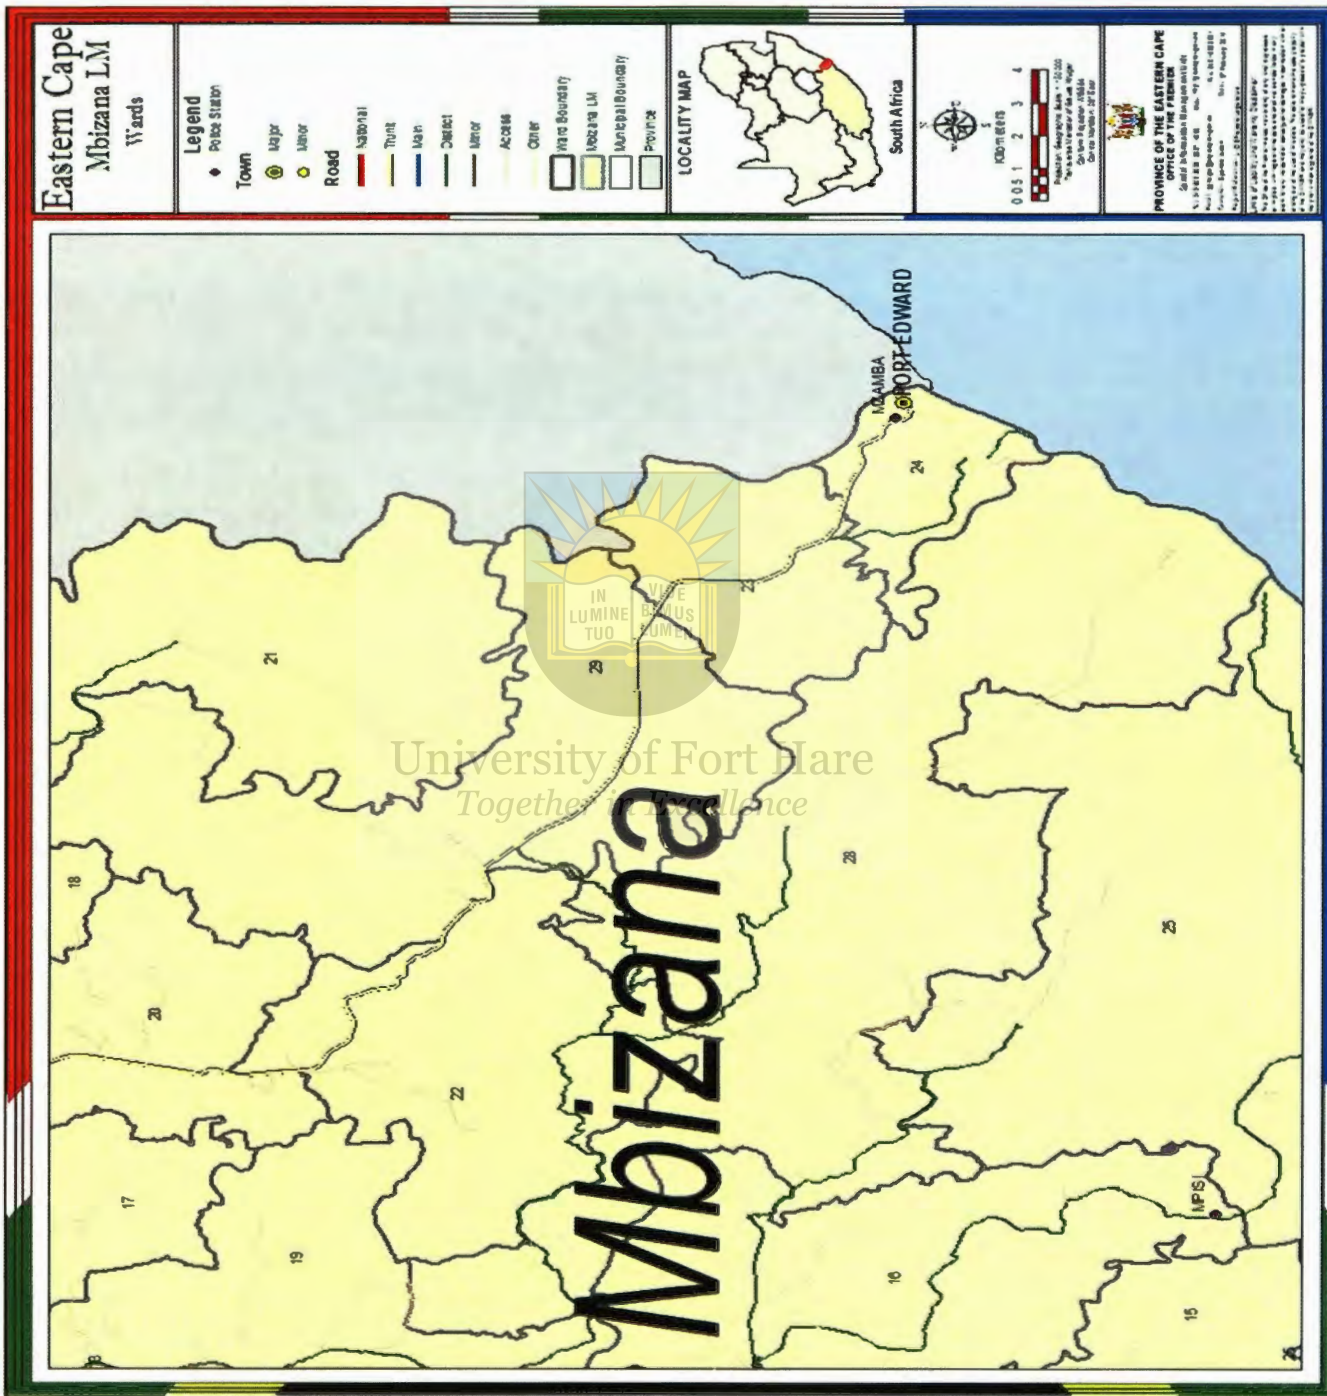 Eastern Cape
Mbizana LM
Wards
Legend
Police Station
Town
Major
Minor
Road
National
Trunk
Main
District
Minor
Access
Other
Ward Boundary
Mbizana LM
Municipal Boundary
Province
LOCALITY MAP
South Africa
S
Kilometers
0 0.5 1 2 3 4
PROVINCE OF THE EASTERN CAPE
OFFICE OF THE PREMIER
21
18
20
17
19
22
29
23
24
28
25
16
15
MZAMBA
PORT EDWARD
MPISI
Mbizana
IN
LUMINE
TUO
VIDE
BIMUS
LUMEN
University of Fort Hare
Together in Excellence